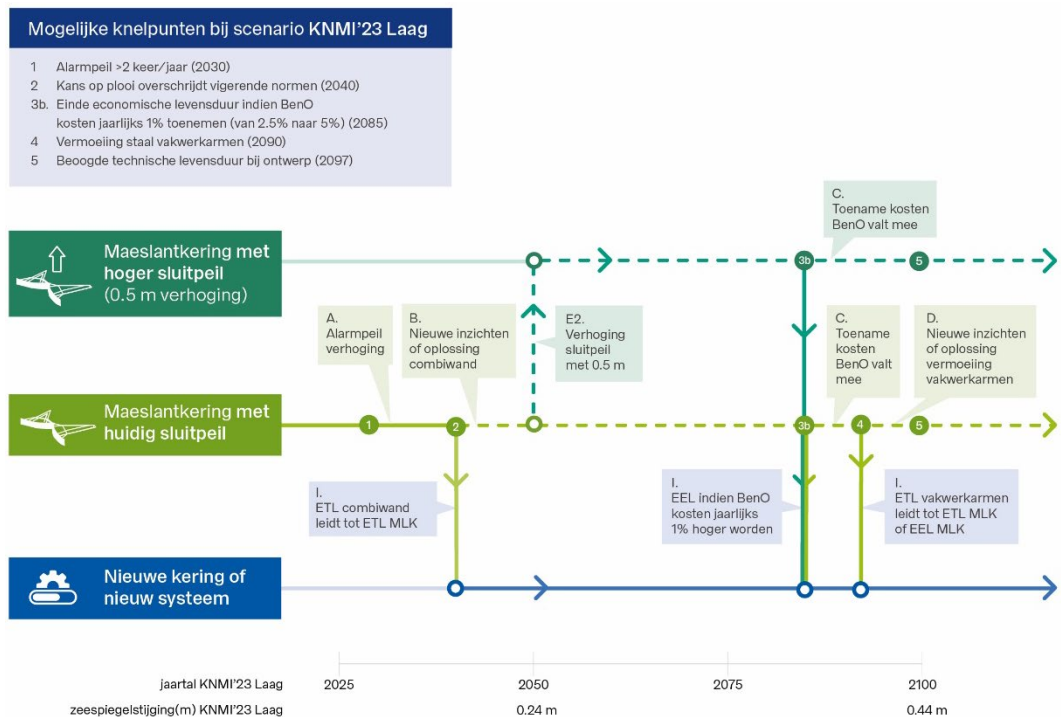 Mogelijke knelpunten bij scenario KNMI'23 Laag
1 Alarmpeil >2 keer/jaar (2030)
2 Kans op plooi overschrijdt vigerende normen (2040)
3b. Einde economische levensduur indien BenO
kosten jaarlijks 1% toenemen (van 2.5% naar 5%) (2085)
4 Vermoeiing staal vakwerkarmen (2090)
5 Beoogde technische levensduur bij ontwerp (2097)
C.
Toename kosten
BenO valt mee
Maeslantkering met
hoger sluitpeil
(0.5 m verhoging)
3b
5
A.
Alarmpeil
verhoging
B.
Nieuwe inzichten
of oplossing
combiwand
E2.
Verhoging
sluitpeil
met 0.5 m
C.
Toename
kosten
BenO valt
mee
D.
Nieuwe inzichten
of oplossing
vermoeiing
vakwerkarmen
Maeslantkering met
huidig sluitpeil
1
2
3b
4
5
I.
ETL combiwand
leidt tot ETL MLK
I.
EEL indien BenO
kosten jaarlijks
1% hoger worden
I.
ETL vakwerkarmen
leidt tot ETL MLK
of EEL MLK
Nieuwe kering of
nieuw systeem
jaartal KNMI'23 Laag 2025 2050 2075 2100
zeespiegelstijging(m) KNMI'23 Laag 0.24 m 0.44 m